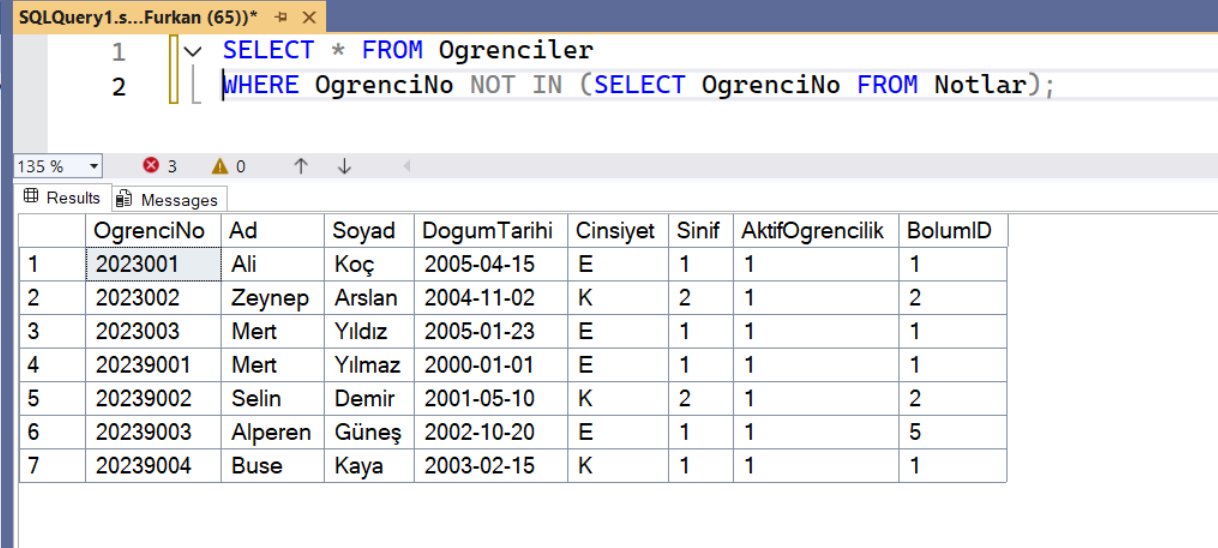 SQLQuery1.s...Furkan (65))*
1 SELECT * FROM Ogrenciler
2 WHERE OgrenciNo NOT IN (SELECT OgrenciNo FROM Notlar);
135 % 3 0
Results Messages
OgrenciNo Ad Soyad DogumTarihi Cinsiyet Sinif AktifOgrencilik BolumID
1 2023001 Ali Koç 2005-04-15 E 1 1 1
2 2023002 Zeynep Arslan 2004-11-02 K 2 1 2
3 2023003 Mert Yıldız 2005-01-23 E 1 1 1
4 20239001 Mert Yılmaz 2000-01-01 E 1 1 1
5 20239002 Selin Demir 2001-05-10 K 2 1 2
6 20239003 Alperen Güneş 2002-10-20 E 1 1 5
7 20239004 Buse Kaya 2003-02-15 K 1 1 1